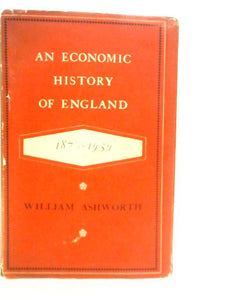 AN ECONOMIC
HISTORY
OF ENGLAND
WILLIAM ASHWORTH